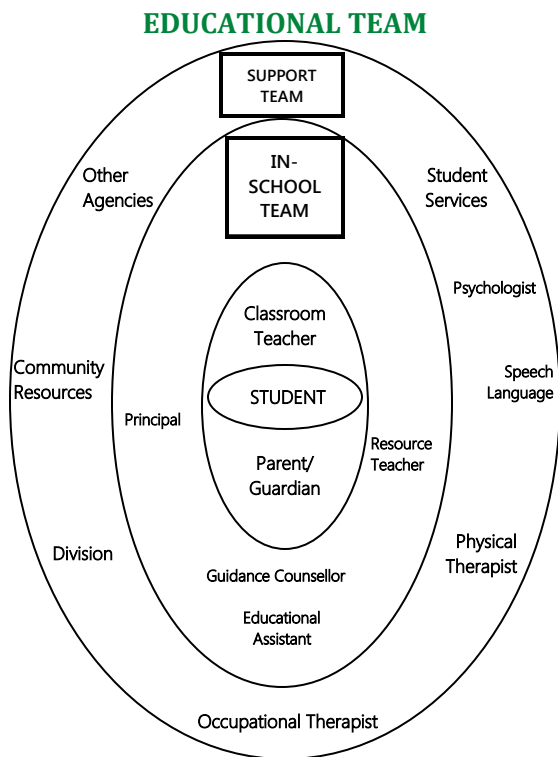 EDUCATIONAL TEAM
SUPPORT
TEAM
IN-
SCHOOL
TEAM
Other
Agencies
Student
Services
Psychologist
Classroom
Teacher
Community
Resources
Speech
Language
STUDENT
Principal
Resource
Teacher
Parent/
Guardian
Division
Physical
Therapist
Guidance Counsellor
Educational
Assistant
Occupational Therapist